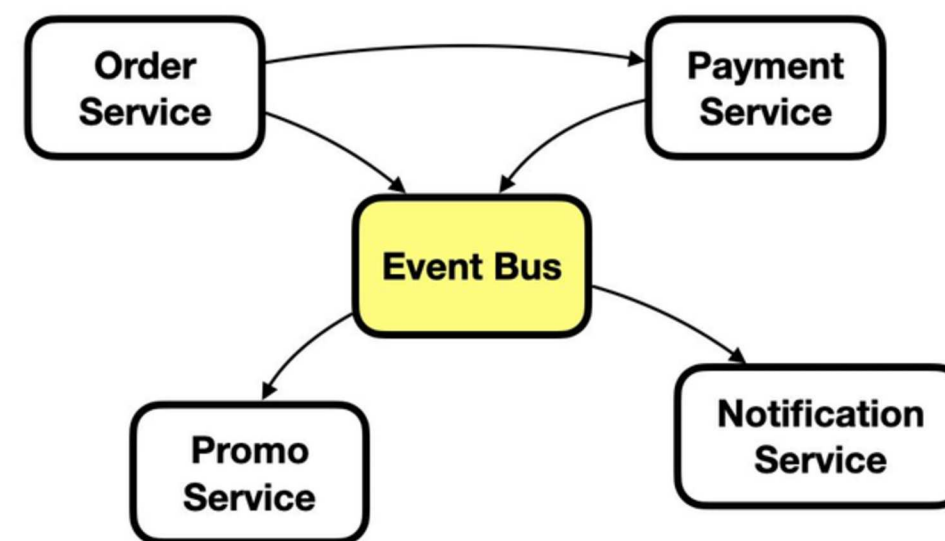 Order
Service
Payment
Service
Event Bus
Promo
Service
Notification
Service